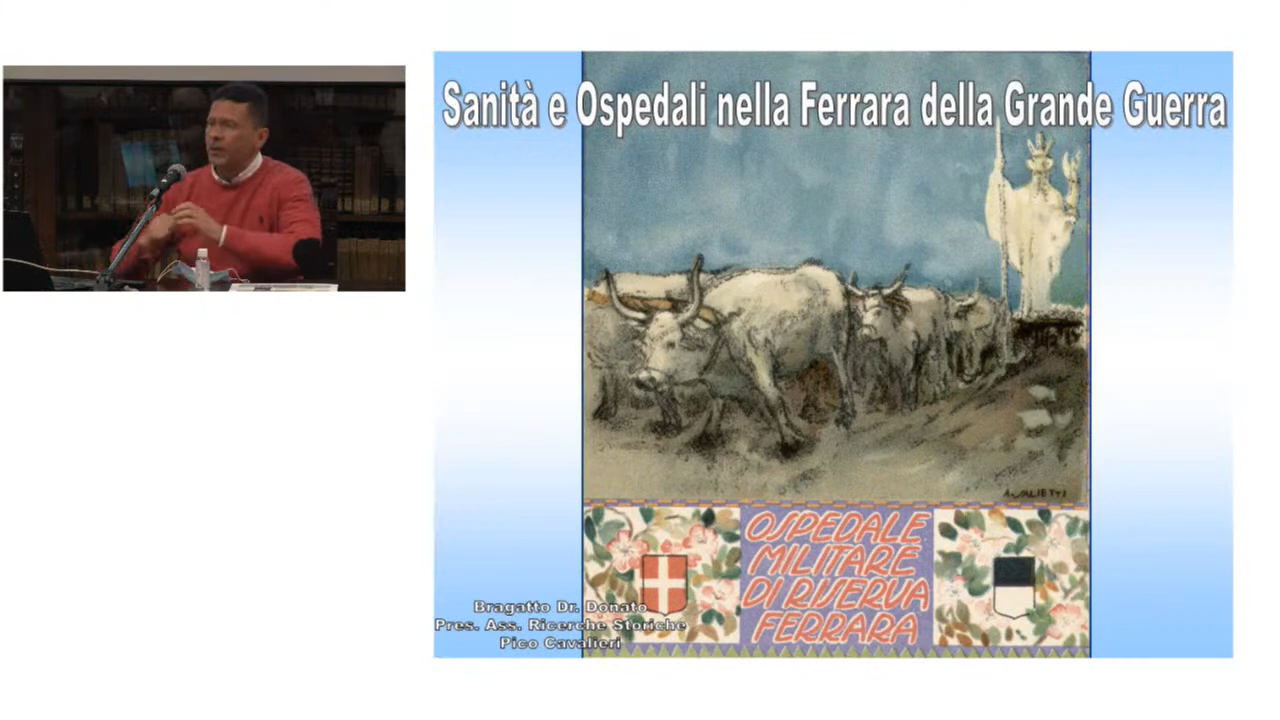 Sanità e Ospedali nella Ferrara della Grande Guerra
A. SALIETTI
OSPEDALE
MILITARE
DI RISERVA
FERRARA
Bragatto Dr. Donato
Pres. Ass. Ricerche Storiche
Pico Cavalieri